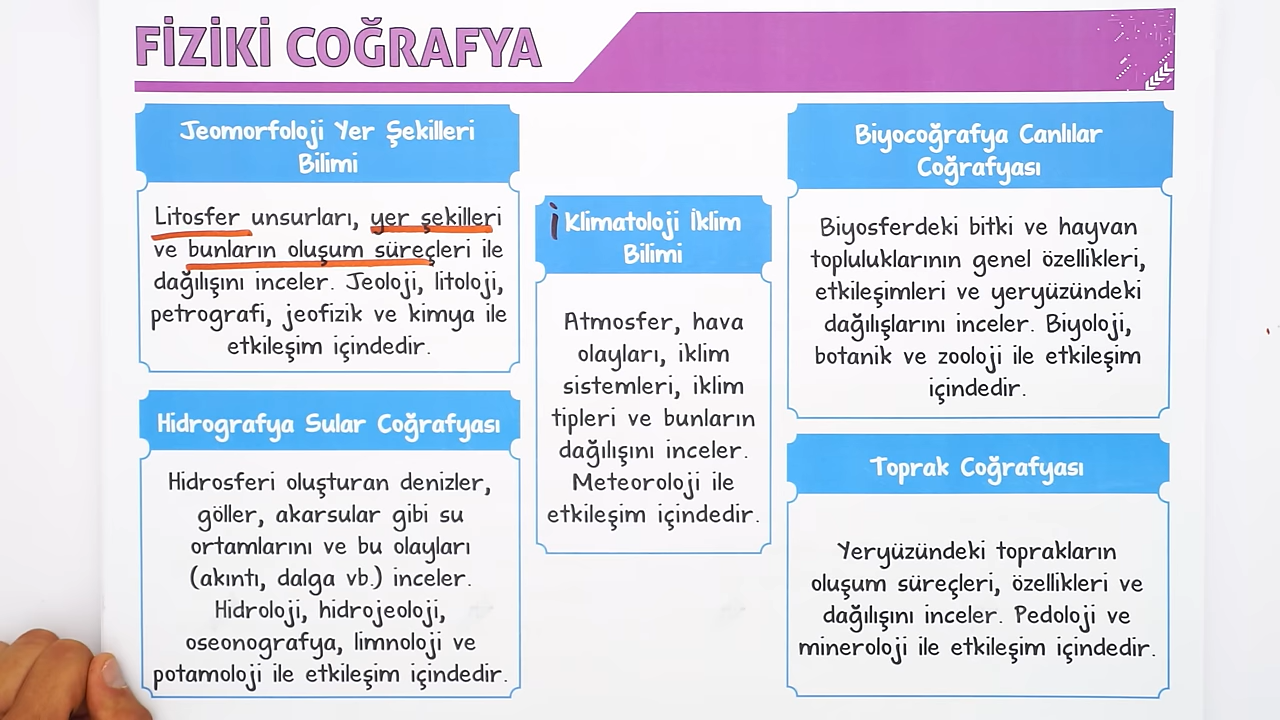 FİZİKİ COĞRAFYA
Jeomorfoloji Yer Şekilleri
Bilimi
Litosfer unsurları, yer şekilleri
ve bunların oluşum süreçleri ile
dağılışını inceler. Jeoloji, litoloji,
petrografi, jeofizik ve kimya ile
etkileşim içindedir.
Hidrografya Sular Coğrafyası
Hidrosferi oluşturan denizler,
göller, akarsular gibi su
ortamlarını ve bu olayları
(akıntı, dalga vb.) inceler.
Hidroloji, hidrojeoloji,
oseonografya, limnoloji ve
potamoloji ile etkileşim içindedir.
i Klimatoloji İklim
Bilimi
Atmosfer, hava
olayları, iklim
sistemleri, iklim
tipleri ve bunların
dağılışını inceler.
Meteoroloji ile
etkileşim içindedir.
Biyocoğrafya Canlılar
Coğrafyası
Biyosferdeki bitki ve hayvan
topluluklarının genel özellikleri,
etkileşimleri ve yeryüzündeki
dağılışlarını inceler. Biyoloji,
botanik ve zooloji ile etkileşim
içindedir.
Toprak Coğrafyası
Yeryüzündeki toprakların
oluşum süreçleri, özellikleri ve
dağılışını inceler. Pedoloji ve
mineroloji ile etkileşim içindedir.